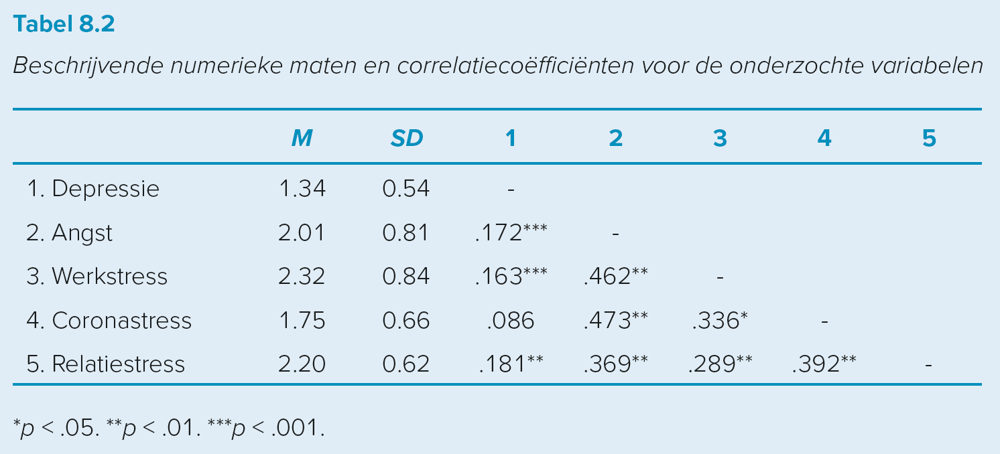 Tabel 8.2
Beschrijvende numerieke maten en correlatiecoëfficiënten voor de onderzochte variabelen
M SD 1 2 3 4 5
1. Depressie 1.34 0.54 -
2. Angst 2.01 0.81 .172*** -
3. Werkstress 2.32 0.84 .163*** .462** -
4. Coronastress 1.75 0.66 .086 .473** .336* -
5. Relatiestress 2.20 0.62 .181** .369** .289** .392** -
*p < .05. **p < .01. ***p < .001.